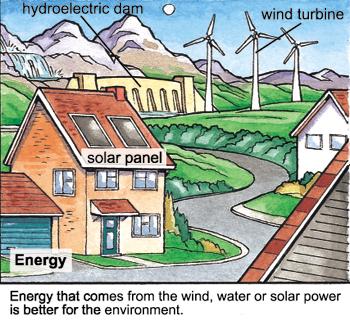 hydroelectric dam
wind turbine
solar panel
Energy
Energy that comes from the wind, water or solar power
is better for the environment.